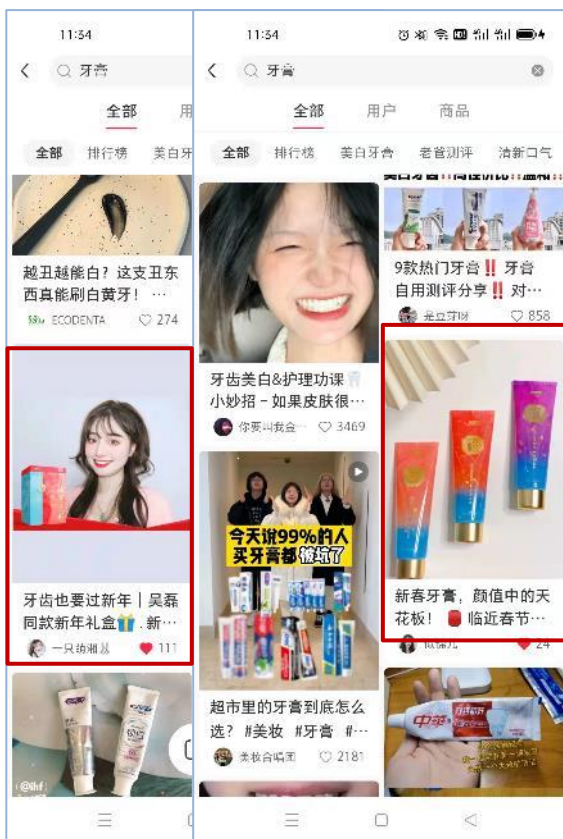 11:34
牙膏
全部
用
全部 排行榜 美白牙
越丑越能白？这支丑东
西真能刷白黄牙！ …
ECODENTA ♡ 274
牙齿也要过新年｜吴磊
同款新年礼盒🎁.新…
111
11:34
牙膏
全部 用户 商品
全部 排行榜 美白牙膏 老爸测评 清新口气
牙齿美白&护理功课🦷
小妙招-如果皮肤很…
你要叫我金… ♡ 3469
今天说99%的人
买牙膏都被坑了
超市里的牙膏到底怎么
选？#美妆 #牙膏 #…
美妆合唱团 ♡ 2181
9款热门牙膏‼️ 牙膏
自用测评分享‼️ 对…
是豆芽呀 ♡ 858
新春牙膏，颜值中的天
花板！🧧 临近春节…
24
中华